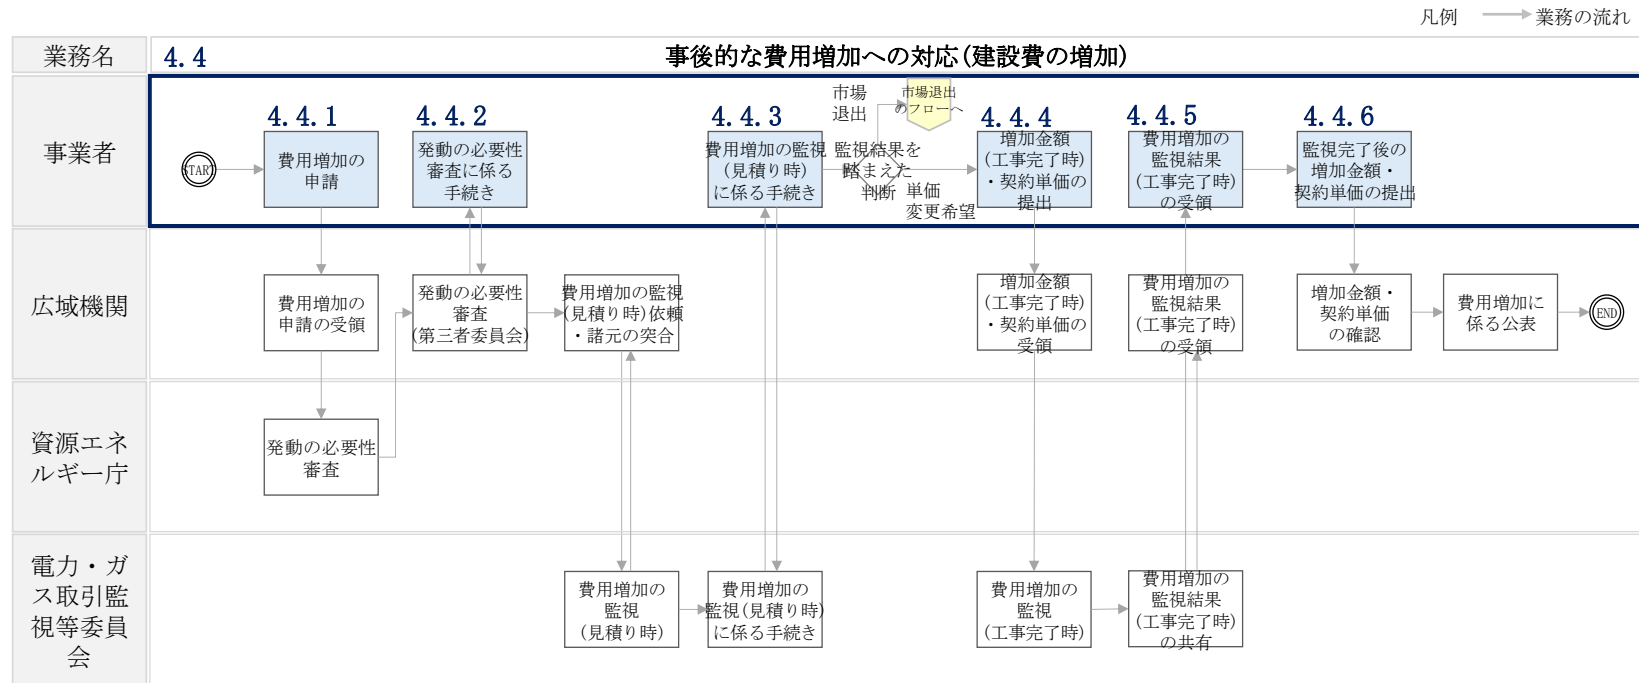 凡例
業務の流れ
業務名
4.4
事後的な費用増加への対応(建設費の増加)
事業者
START
4.4.1
費用増加の
申請
4.4.2
発動の必要性
審査に係る
手続き
4.4.3
費用増加の監視
(見積り時)
に係る手続き
監視結果を
踏まえた
判断
市場
退出
市場退出
のフローへ
単価
変更希望
4.4.4
増加金額
(工事完了時)
・契約単価の
提出
4.4.5
費用増加の
監視結果
(工事完了時)
の受領
4.4.6
監視完了後の
増加金額・
契約単価の提出
広域機関
費用増加の
申請の受領
発動の必要性
審査
(第三者委員会)
費用増加の監視
(見積り時)依頼
・諸元の突合
増加金額
(工事完了時)
・契約単価の
受領
費用増加の
監視結果
(工事完了時)
の受領
増加金額・
契約単価
の確認
費用増加に
係る公表
END
資源エネ
ルギー庁
発動の必要性
審査
電力・ガ
ス取引監
視等委員
会
費用増加の
監視
(見積り時)
費用増加の
監視(見積り時)
に係る手続き
費用増加の
監視
(工事完了時)
費用増加の
監視結果
(工事完了時)
の共有